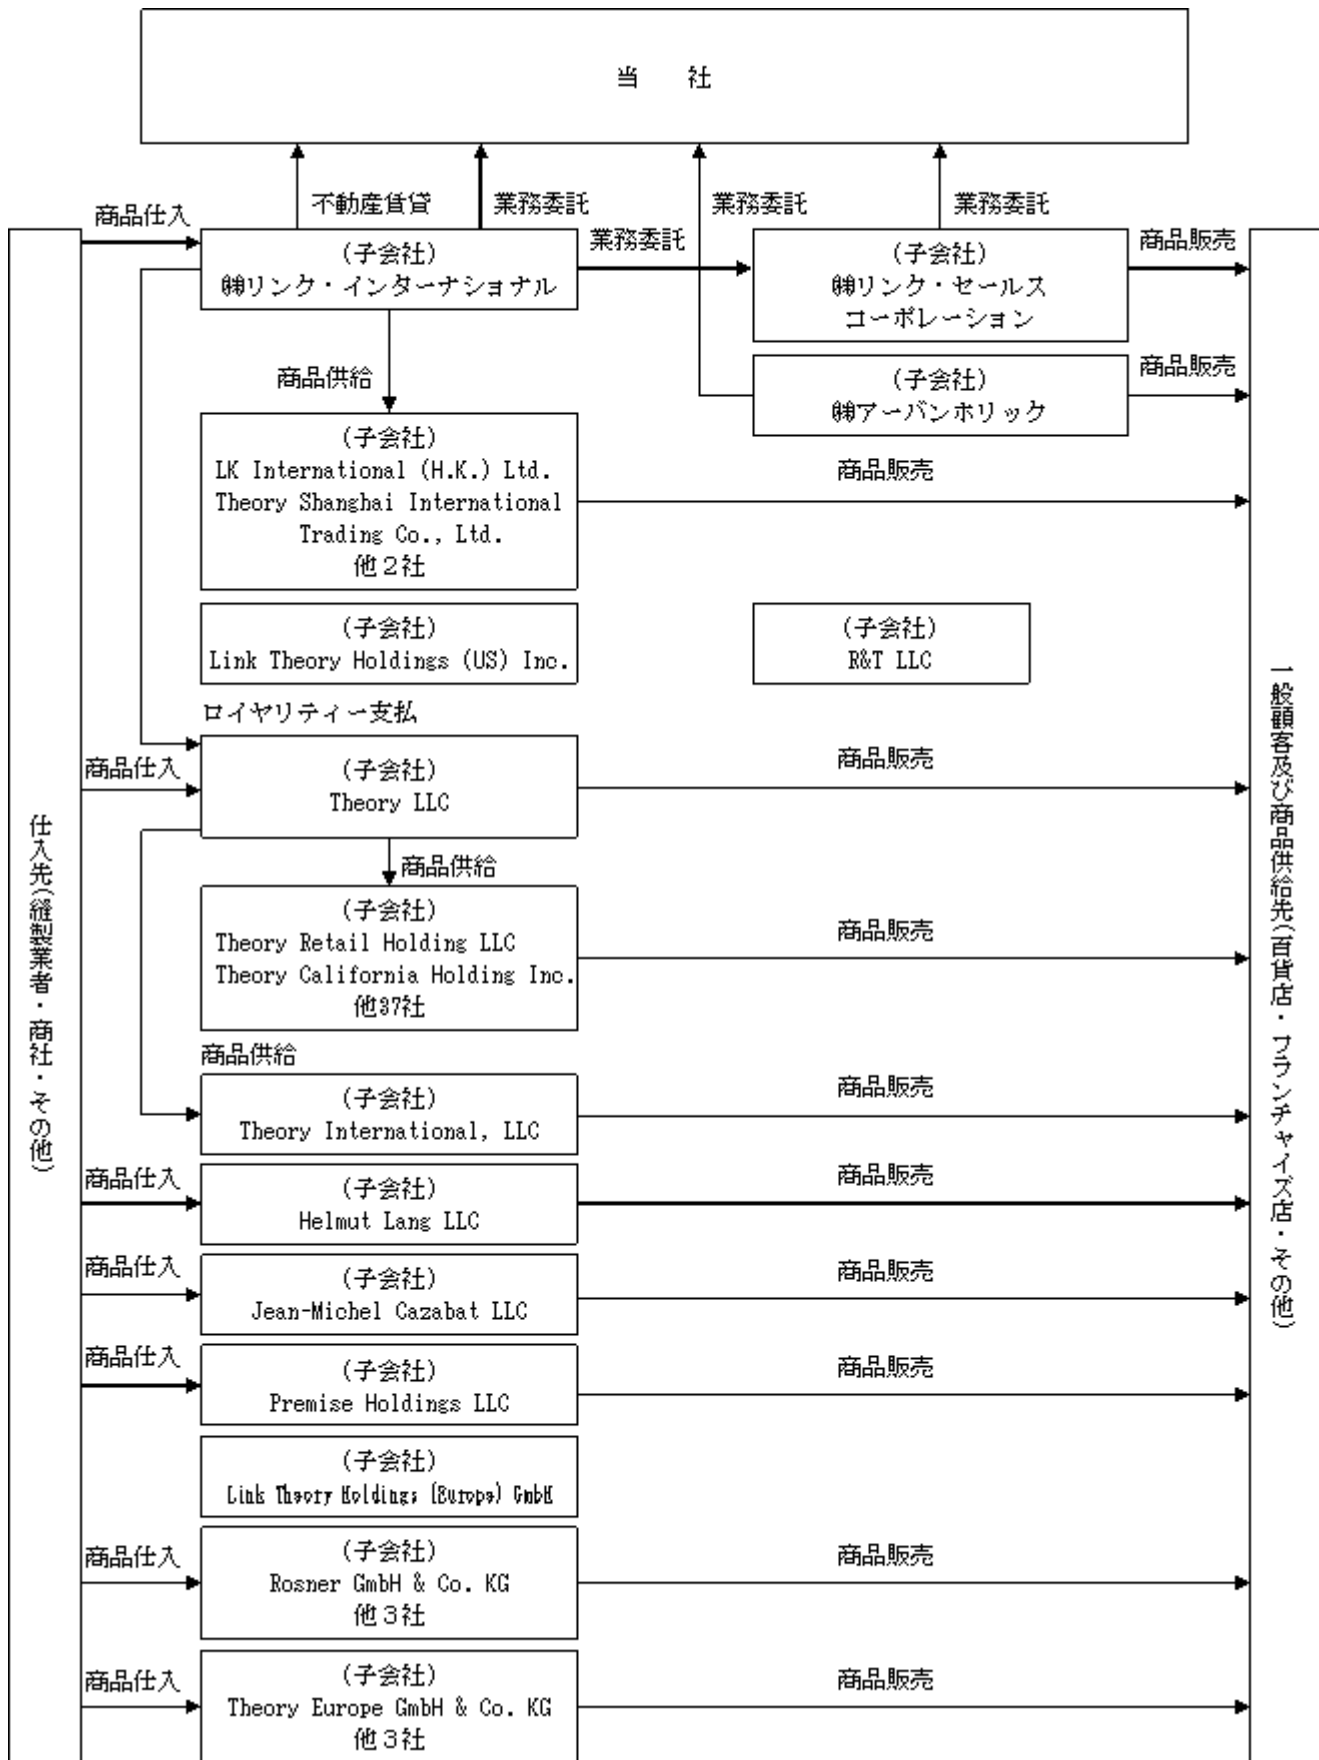 当　社
不動産賃貸
業務委託
業務委託
業務委託
商品仕入
業務委託
商品販売
(子会社)
㈱リンク・インターナショナル
(子会社)
㈱リンク・セールス
コーポレーション
商品供給
商品販売
(子会社)
㈱アーバンホリック
(子会社)
LK International (H.K.) Ltd.
Theory Shanghai International
Trading Co., Ltd.
他２社
商品販売
(子会社)
Link Theory Holdings (US) Inc.
(子会社)
R&T LLC
ロイヤリティー支払
商品仕入
(子会社)
Theory LLC
商品販売
商品供給
(子会社)
Theory Retail Holding LLC
Theory California Holding Inc.
他37社
商品販売
商品供給
(子会社)
Theory International, LLC
商品販売
商品仕入
(子会社)
Helmut Lang LLC
商品販売
商品仕入
(子会社)
Jean-Michel Cazabat LLC
商品販売
商品仕入
(子会社)
Premise Holdings LLC
商品販売
(子会社)
Link Theory Holdings (Europe) GmbH
商品仕入
(子会社)
Rosner GmbH & Co. KG
他３社
商品販売
商品仕入
(子会社)
Theory Europe GmbH & Co. KG
他３社
商品販売
仕入先(縫製業者・商社・その他)
一般顧客及び商品供給先(百貨店・フランチャイズ店・その他)